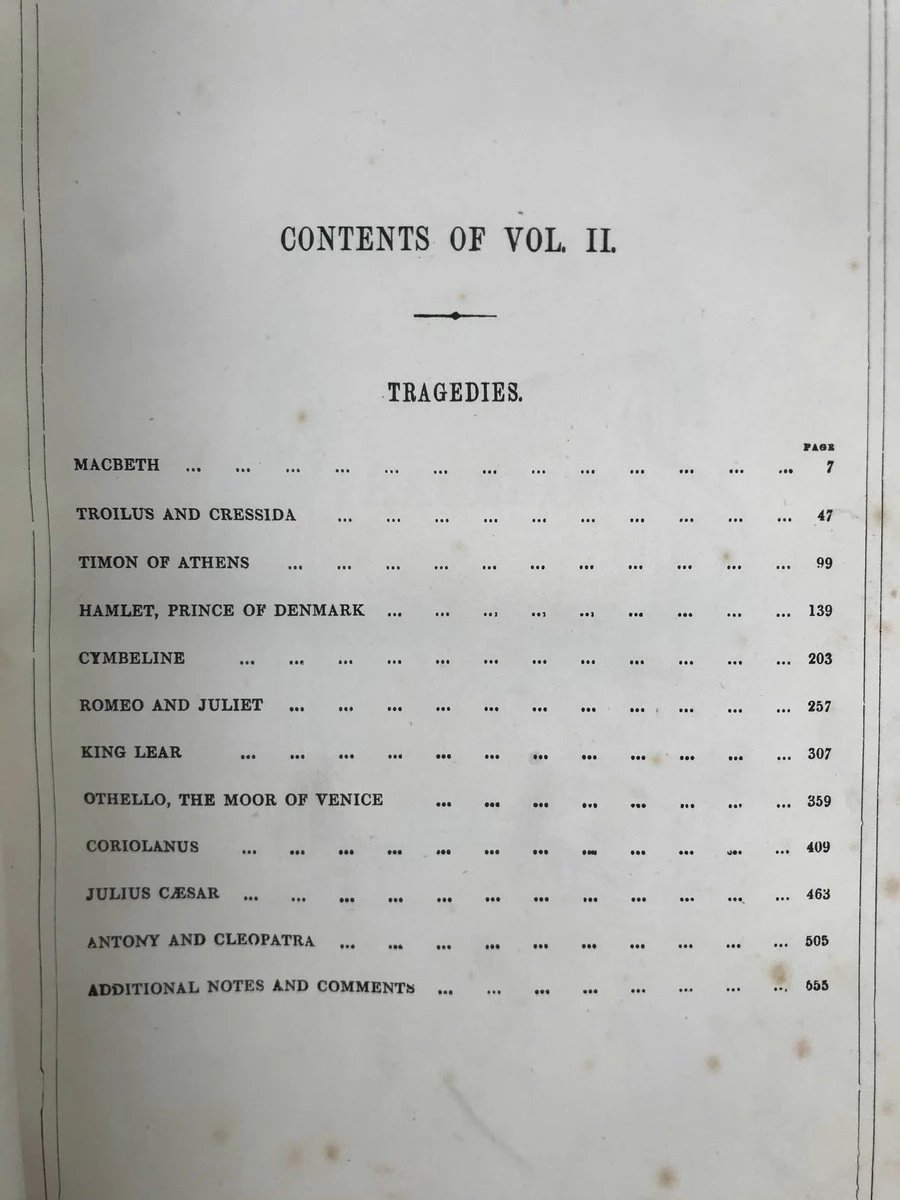 CONTENTS OF VOL. II.
TRAGEDIES.
PAGE
MACBETH ... ... ... ... ... ... ... ... ... ... ... ... ... 7
TROILUS AND CRESSIDA ... ... ... ... ... ... ... ... ... ... 47
TIMON OF ATHENS ... ... ... ... ... ... ... ... ... ... ... 99
HAMLET, PRINCE OF DENMARK ... ... ... ... ... ... ... ... ... 139
CYMBELINE ... ... ... ... ... ... ... ... ... ... ... ... 203
ROMEO AND JULIET ... ... ... ... ... ... ... ... ... ... ... 257
KING LEAR ... ... ... ... ... ... ... ... ... ... ... ... 307
OTHELLO, THE MOOR OF VENICE ... ... ... ... ... ... ... ... 359
CORIOLANUS ... ... ... ... ... ... ... ... ... ... ... ... 409
JULIUS CÆSAR ... ... ... ... ... ... ... ... ... ... ... ... 463
ANTONY AND CLEOPATRA ... ... ... ... ... ... ... ... ... ... 505
ADDITIONAL NOTES AND COMMENTS ... ... ... ... ... ... ... ...